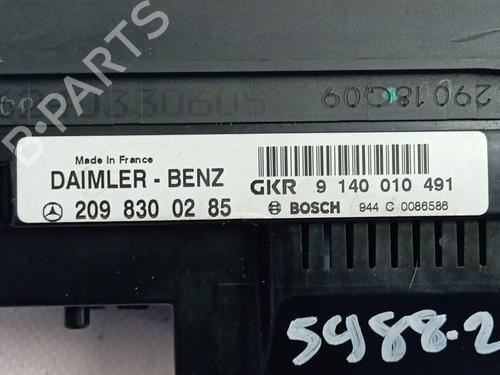 29018Q09
B-PARTS
Made in France
DAIMLER - BENZ
209 830 02 85
GKR 9 140 010 491
BOSCH 944 C 0086586
5988.2